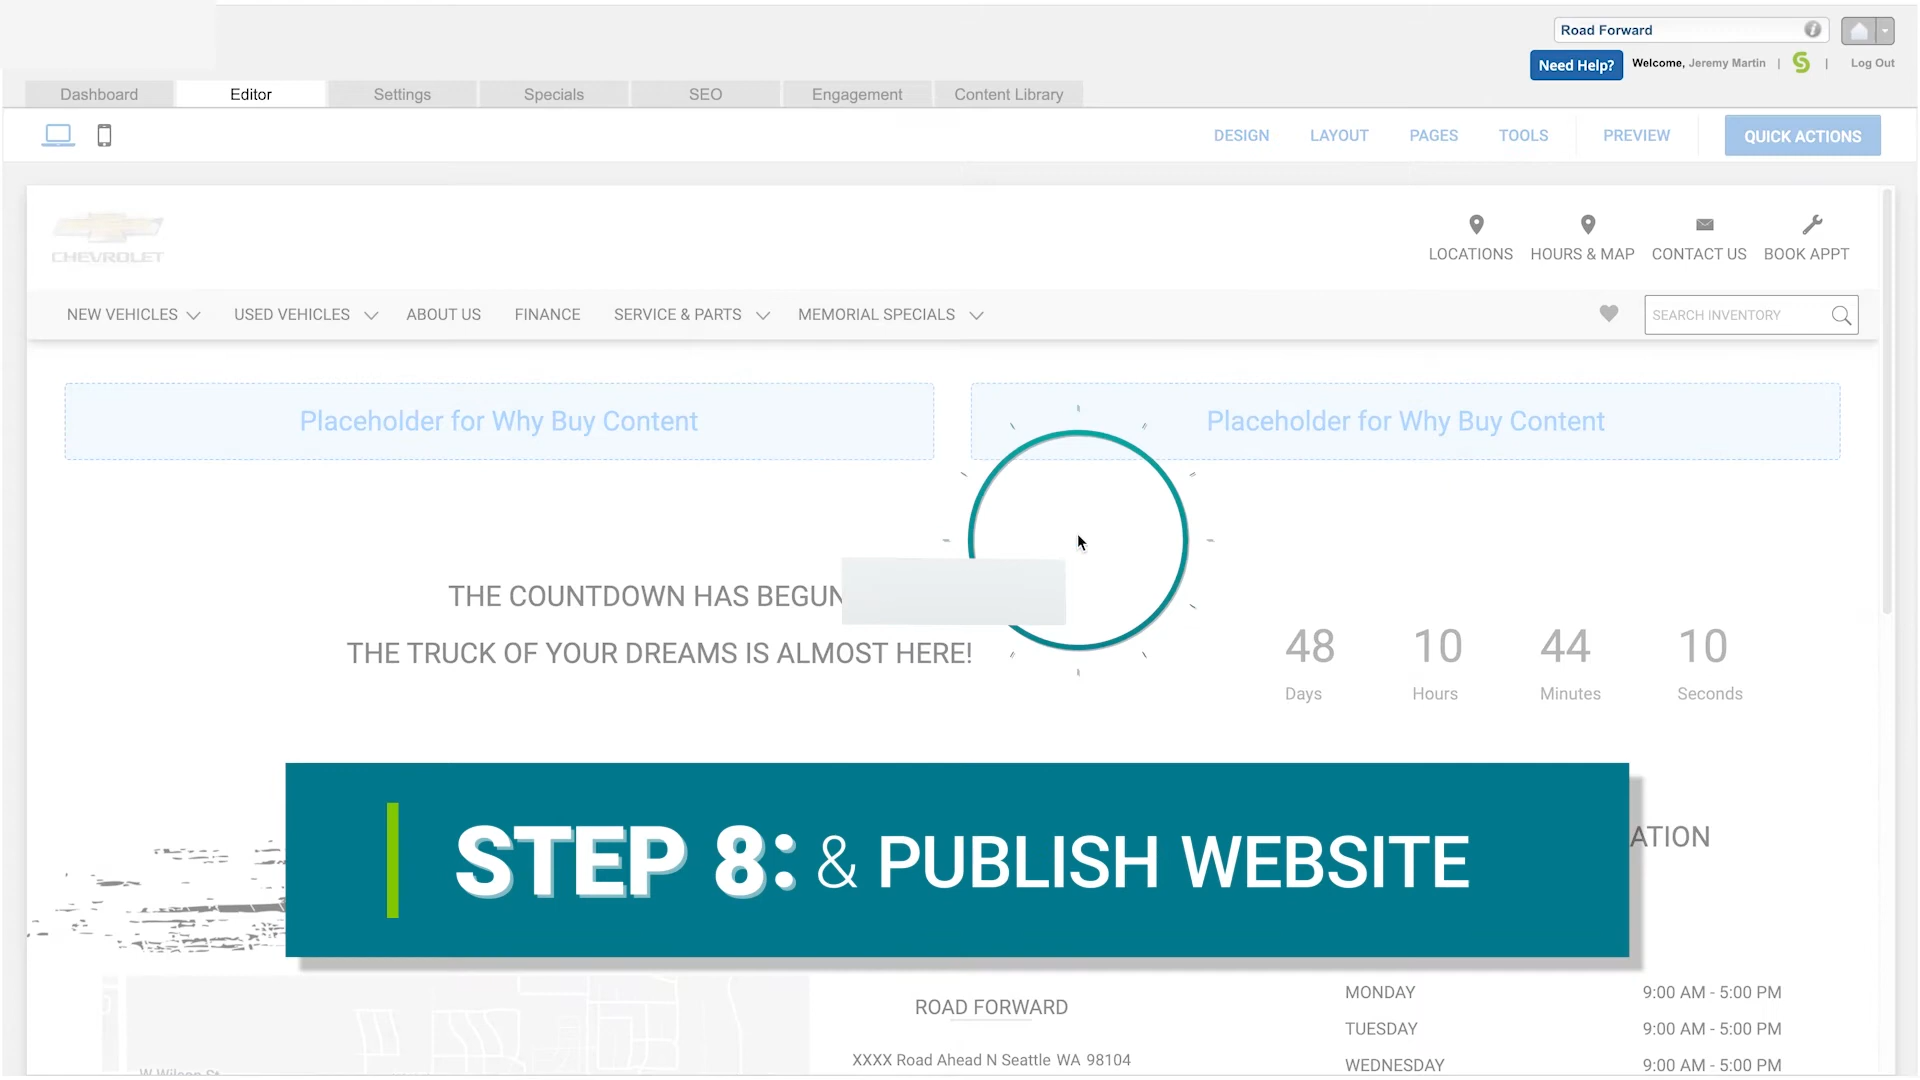 Road Forward
Need Help? Welcome, Jeremy Martin | S | Log Out
Dashboard Editor Settings Specials SEO Engagement Content Library
DESIGN LAYOUT PAGES TOOLS PREVIEW QUICK ACTIONS
CHEVROLET
LOCATIONS HOURS & MAP CONTACT US BOOK APPT
NEW VEHICLES USED VEHICLES ABOUT US FINANCE SERVICE & PARTS MEMORIAL SPECIALS SEARCH INVENTORY
Placeholder for Why Buy Content Placeholder for Why Buy Content
THE COUNTDOWN HAS BEGUN
THE TRUCK OF YOUR DREAMS IS ALMOST HERE!
48 10 44 10
Days Hours Minutes Seconds
STEP 8: & PUBLISH WEBSITE
ATION
ROAD FORWARD
XXXX Road Ahead N Seattle WA 98104
MONDAY 9:00 AM - 5:00 PM
TUESDAY 9:00 AM - 5:00 PM
WEDNESDAY 9:00 AM - 5:00 PM
W Wilson St